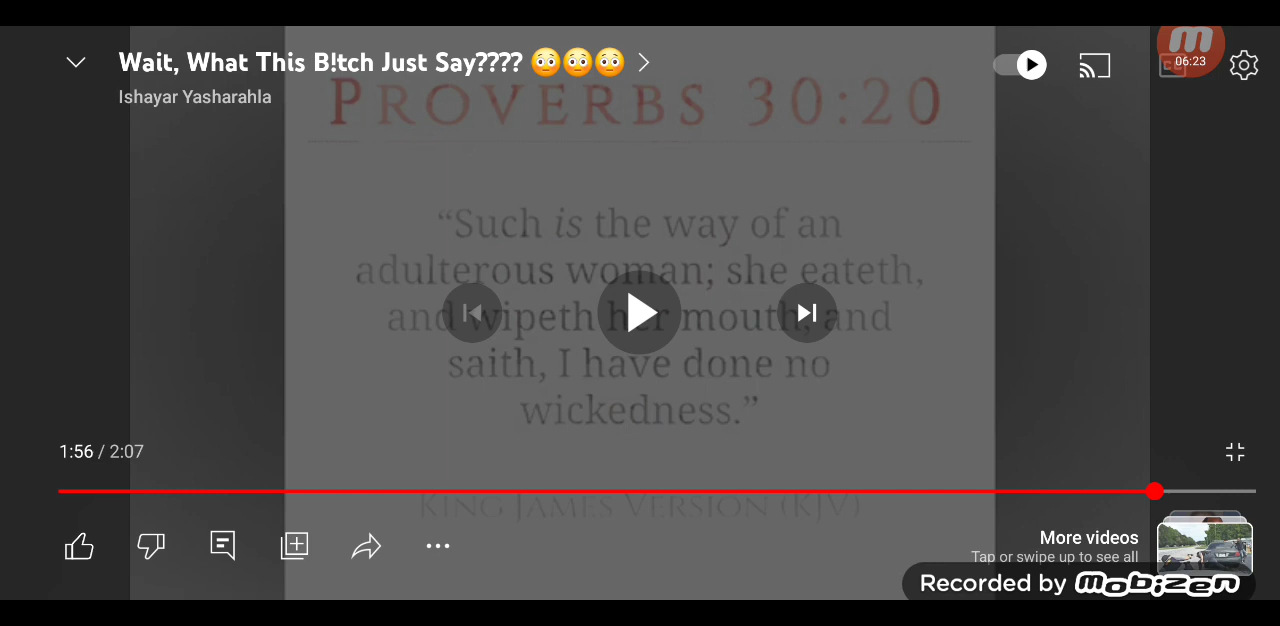 Wait, What This B!tch Just Say???? 😳😳😳
06:23
Ishayar Yasharahla
PROVERBS 30:20
“Such is the way of an
adulterous woman; she eateth,
and wipeth her mouth, and
saith, I have done no
wickedness.”
1:56 / 2:07
KING JAMES VERSION (KJV)
More videos
Tap or swipe up to see all
Recorded by mobizen